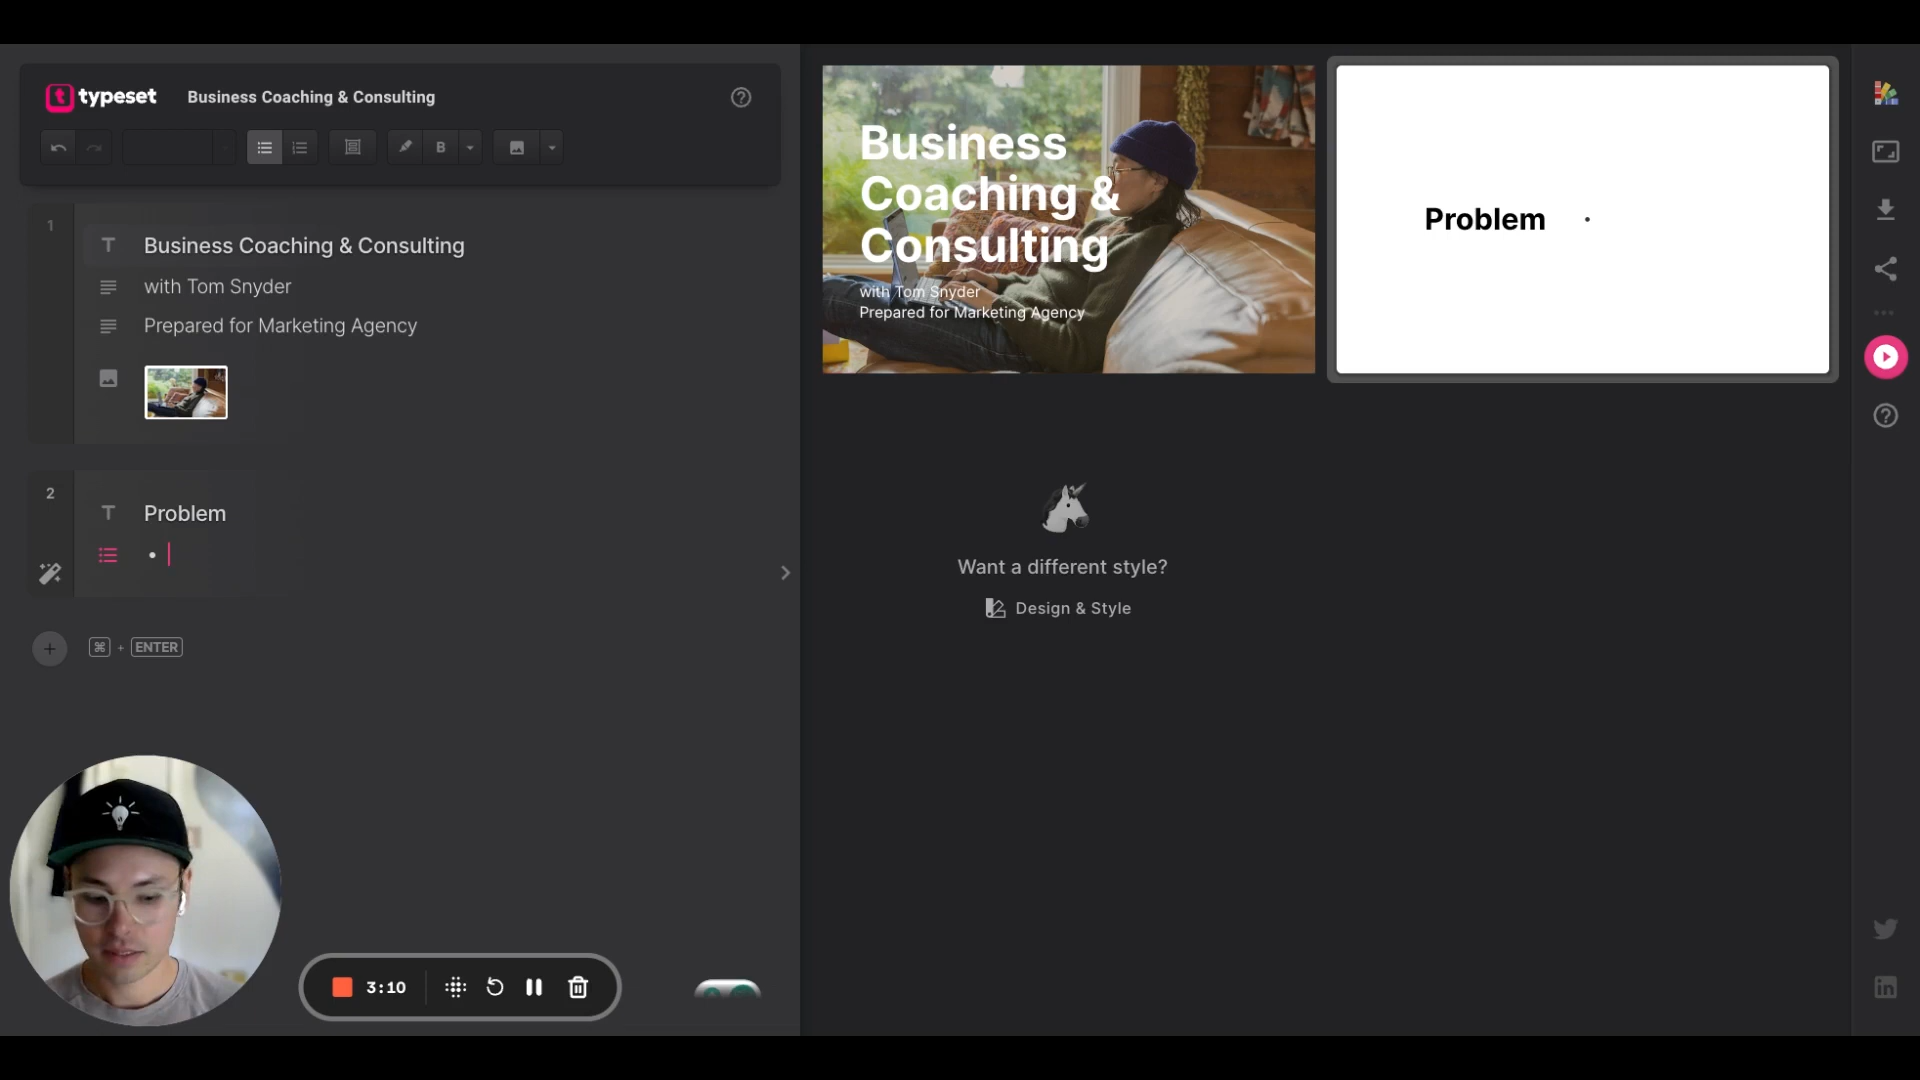 typeset
Business Coaching & Consulting
B
1
Business Coaching & Consulting
with Tom Snyder
Prepared for Marketing Agency
2
Problem
•
⌘ + ENTER
3:10
Business
Coaching &
Consulting
with Tom Snyder
Prepared for Marketing Agency
Problem •
Want a different style?
Design & Style